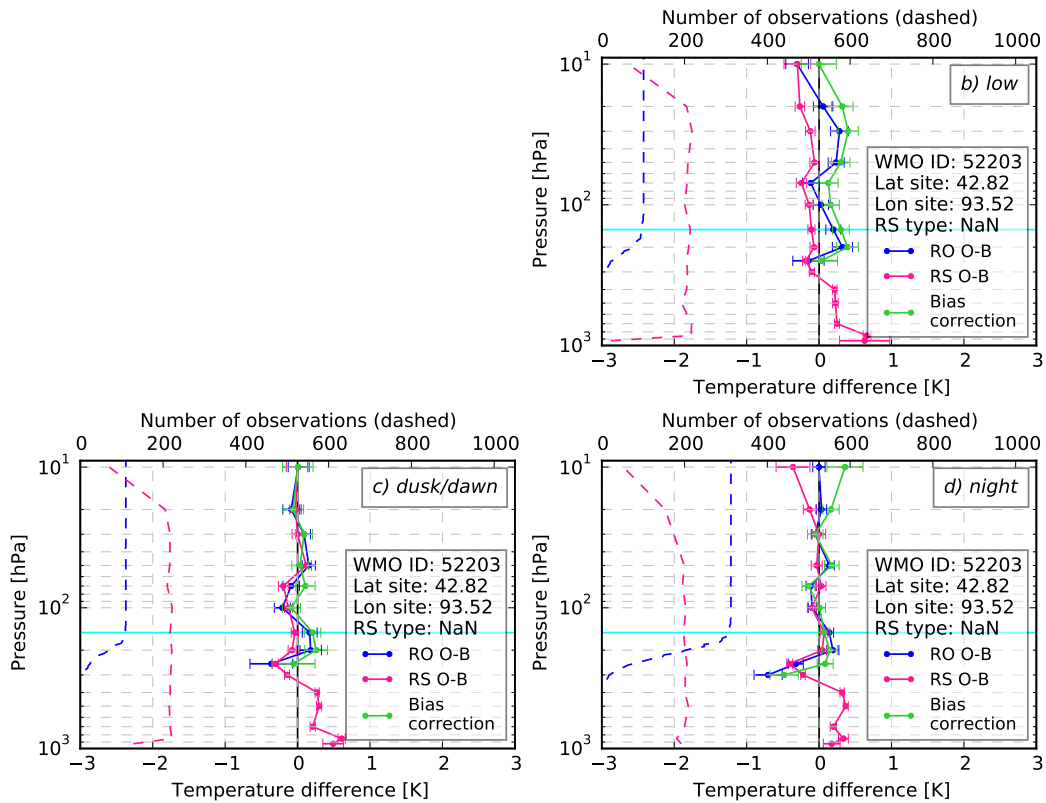 Number of observations (dashed)
0 200 400 600 800 1000
10^1
10^2
10^3
Pressure [hPa]
b) low
WMO ID: 52203
Lat site: 42.82
Lon site: 93.52
RS type: NaN
RO O-B
RS O-B
Bias
correction
−3 −2 −1 0 1 2 3
Temperature difference [K]
Number of observations (dashed)
0 200 400 600 800 1000
10^1
10^2
10^3
Pressure [hPa]
c) dusk/dawn
WMO ID: 52203
Lat site: 42.82
Lon site: 93.52
RS type: NaN
RO O-B
RS O-B
Bias
correction
−3 −2 −1 0 1 2 3
Temperature difference [K]
Number of observations (dashed)
0 200 400 600 800 1000
10^1
10^2
10^3
Pressure [hPa]
d) night
WMO ID: 52203
Lat site: 42.82
Lon site: 93.52
RS type: NaN
RO O-B
RS O-B
Bias
correction
−3 −2 −1 0 1 2 3
Temperature difference [K]